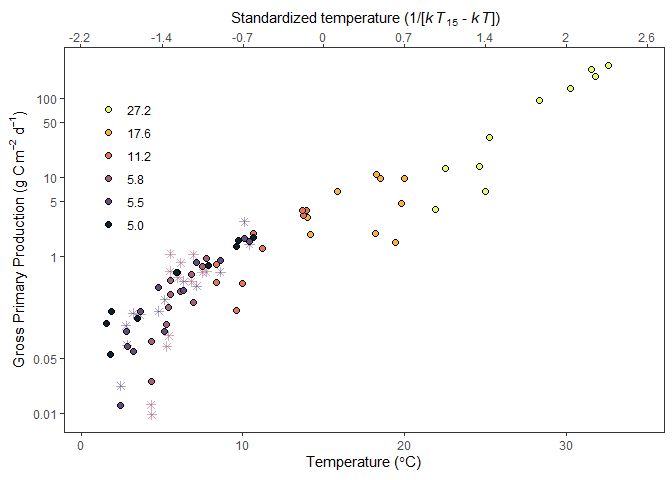 Standardized temperature (1/[kT₁₅ - kT])
-2.2 -1.4 -0.7 0 0.7 1.4 2.2 2.6
Gross Primary Production (g C m⁻² d⁻¹)
100
50
10
5
1
0.05
0.01
27.2
17.6
11.2
5.8
5.5
5.0
0 10 20 30
Temperature (°C)